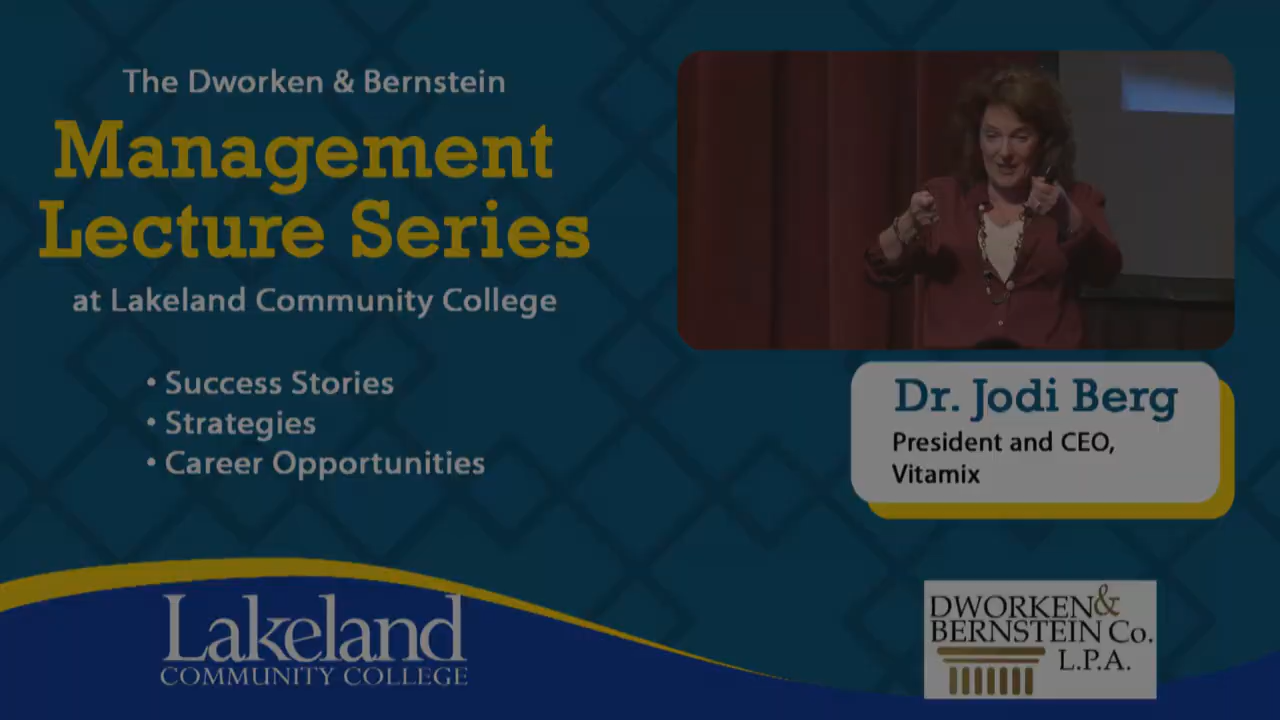 The Dworken & Bernstein
Management
Lecture Series
at Lakeland Community College
• Success Stories
• Strategies
• Career Opportunities
Dr. Jodi Berg
President and CEO,
Vitamix
Lakeland
COMMUNITY COLLEGE
DWORKEN&
BERNSTEIN Co.
L.P.A.